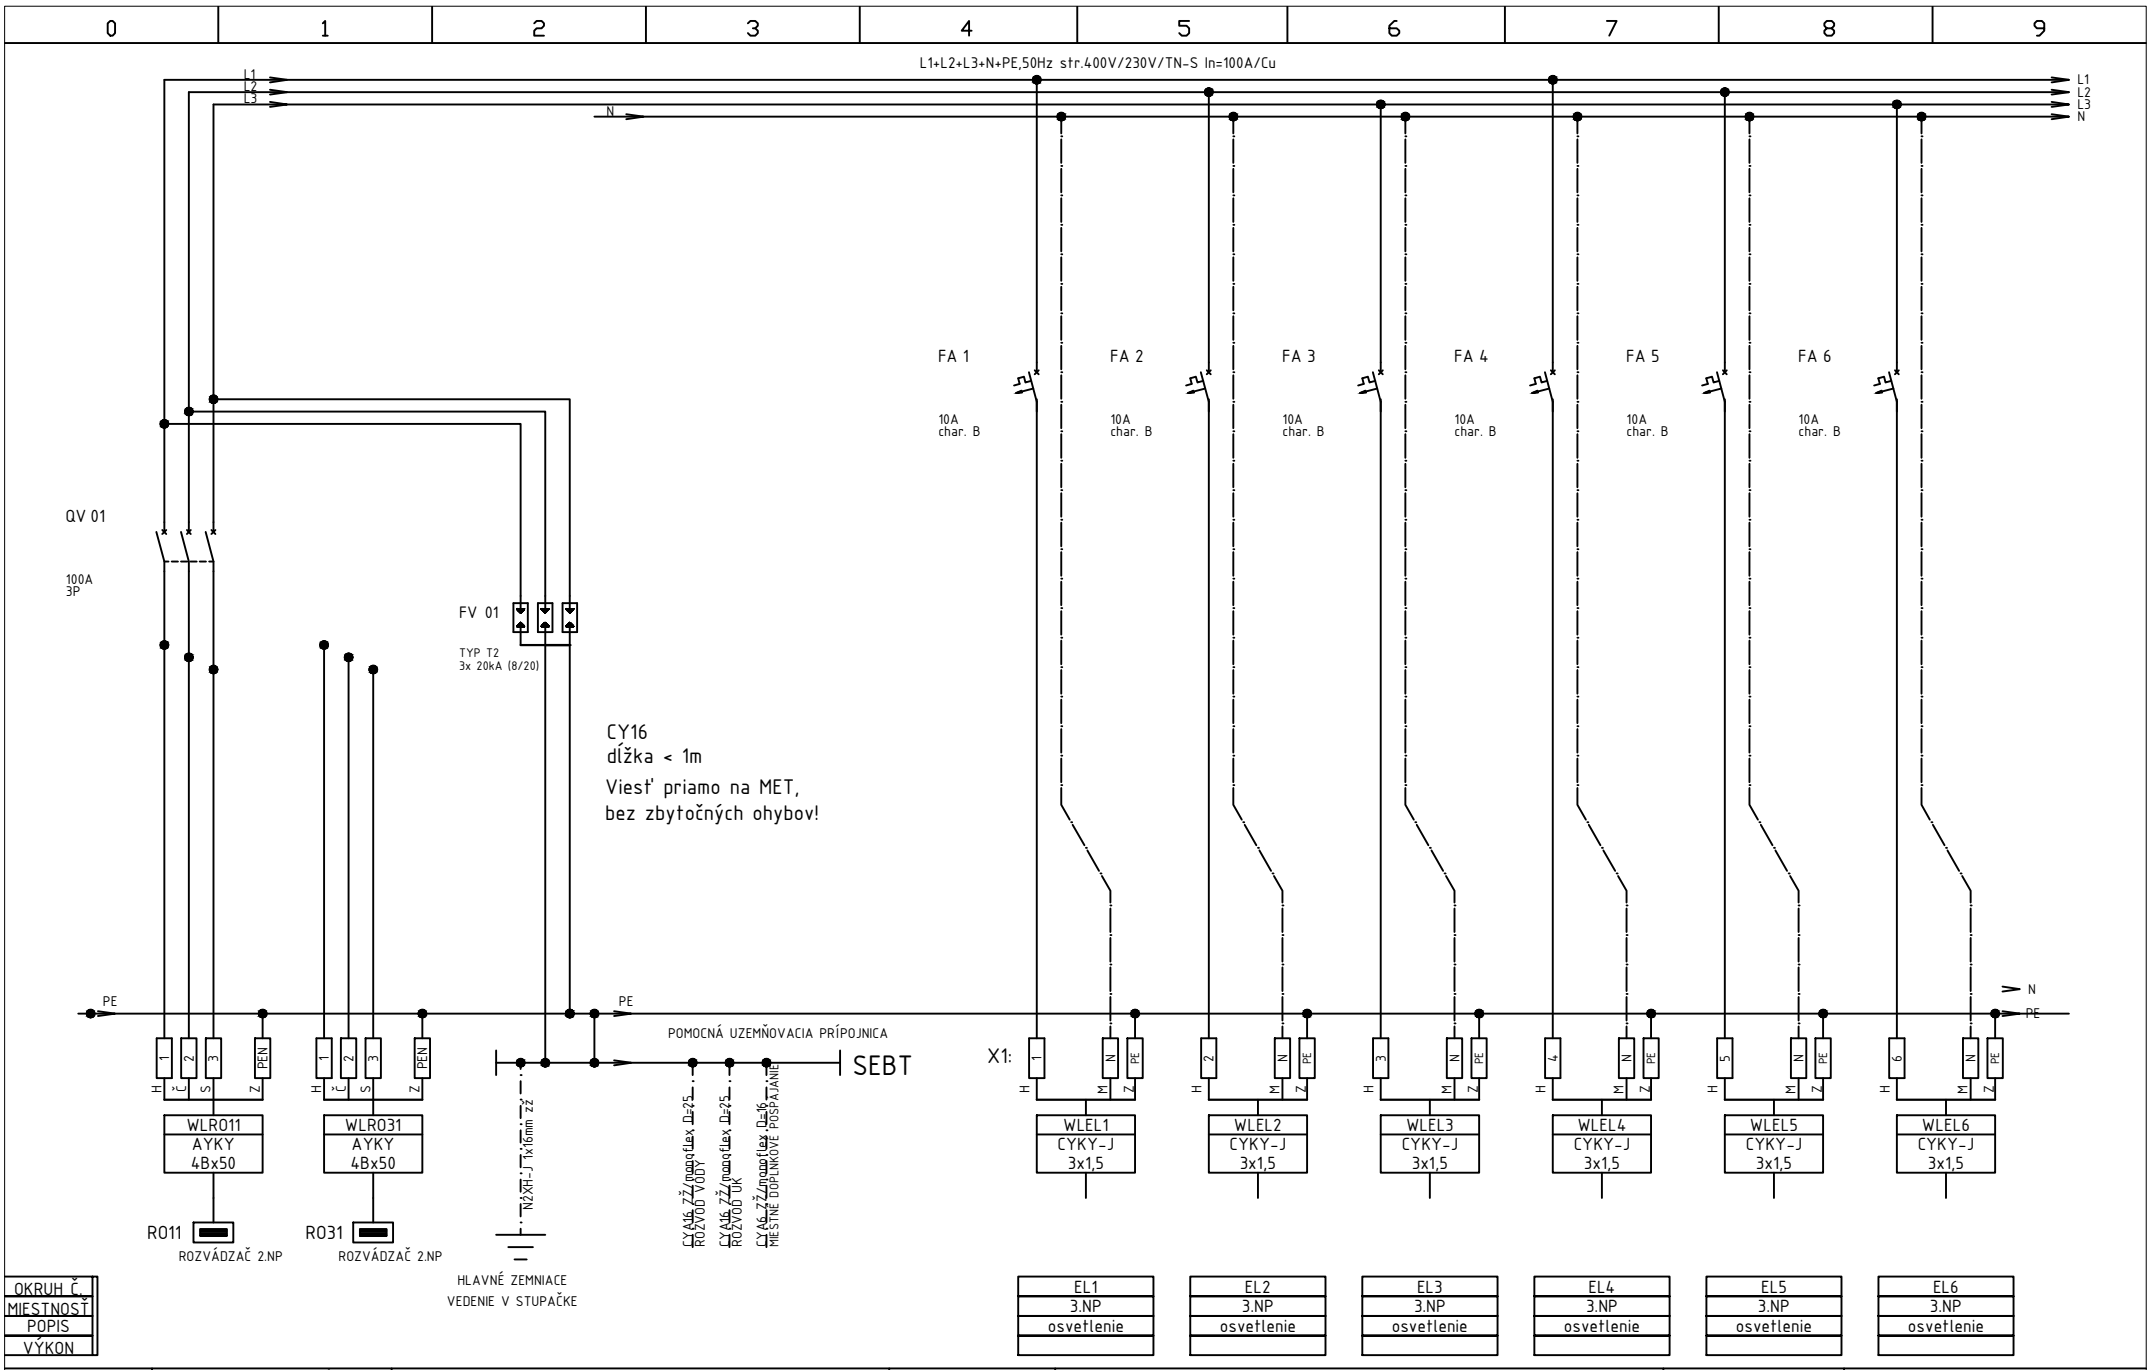 0 1 2 3 4 5 6 7 8 9
L1+L2+L3+N+PE,50Hz str.400V/230V/TN-S In=100A/Cu
L1 L1
L2 L2
L3 L3
N N
FA 1 FA 2 FA 3 FA 4 FA 5 FA 6
10A 10A 10A 10A 10A 10A
char. B char. B char. B char. B char. B char. B
QV 01
100A
3P
FV 01
TYP T2
3x 20kA (8/20)
CY16
dĺžka < 1m
Viesť priamo na MET,
bez zbytočných ohybov!
N
PE PE PE
POMOCNÁ UZEMŇOVACIA PRÍPOJNICA
SEBT
X1:
1 2 3 PEN 1 2 3 PEN
1 N PE 2 N PE 3 N PE 4 N PE 5 N PE 6 N PE
H Č S Z H Č S Z
H M Z H M Z H M Z H M Z H M Z H M Z
WLRO11 WLRO31
AYKY AYKY
4Bx50 4Bx50
N2XH-J 1x16mm zž
CYA16 ZŽ/monoflex D=25
ROZVOD VODY
CYA16 ZŽ/monoflex D=25
ROZVOD ÚK
CYA6 ZŽ/monoflex D=16
MIESTNE DOPLNKOVÉ POSPÁJANIE
WLEL1 WLEL2 WLEL3 WLEL4 WLEL5 WLEL6
CYKY-J CYKY-J CYKY-J CYKY-J CYKY-J CYKY-J
3x1,5 3x1,5 3x1,5 3x1,5 3x1,5 3x1,5
RO11 RO31
ROZVÁDZAČ 2.NP ROZVÁDZAČ 2.NP
HLAVNÉ ZEMNIACE
VEDENIE V STUPAČKE
OKRUH Č. EL1 EL2 EL3 EL4 EL5 EL6
MIESTNOSŤ 3.NP 3.NP 3.NP 3.NP 3.NP 3.NP
POPIS osvetlenie osvetlenie osvetlenie osvetlenie osvetlenie osvetlenie
VÝKON